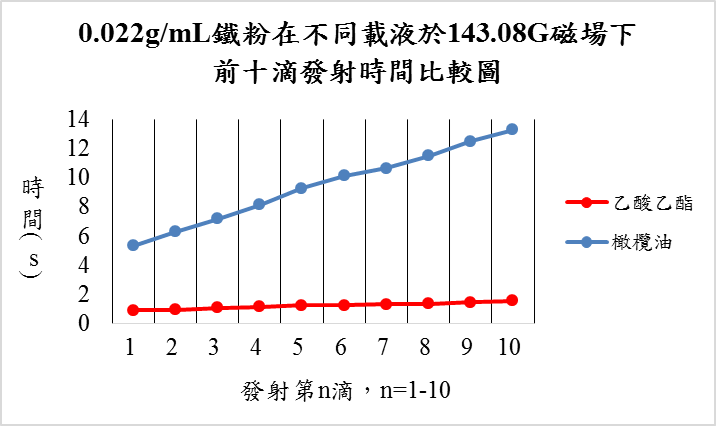 0.022g/mL鐵粉在不同載液於143.08G磁場下
前十滴發射時間比較圖
時間(s)
14
12
10
8
6
4
2
0
1 2 3 4 5 6 7 8 9 10
發射第n滴，n=1-10
乙酸乙酯
橄欖油